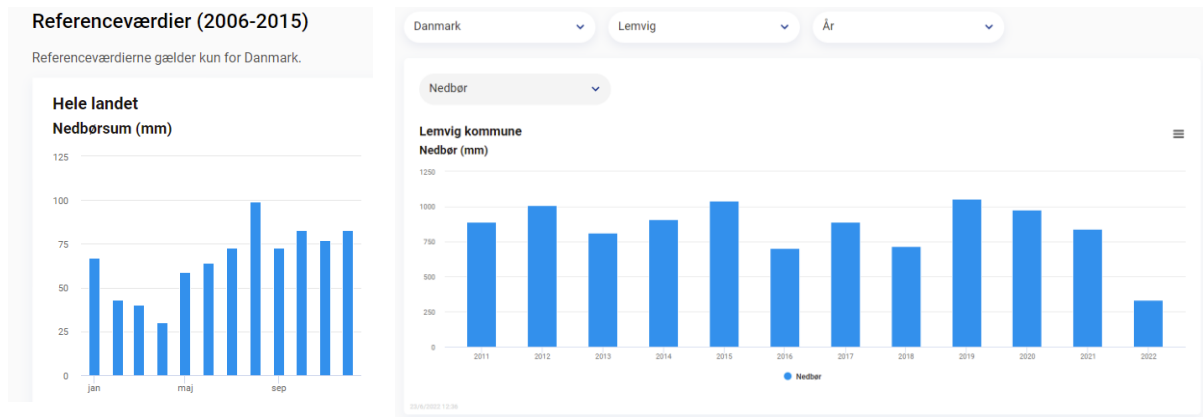 Referenceværdier (2006-2015)
Referenceværdierne gælder kun for Danmark.
Hele landet
Nedbørsum (mm)
125
100
75
50
25
0
jan maj sep
Danmark Lemvig År
Nedbør
Lemvig kommune
Nedbør (mm)
1250
1000
750
500
250
0
2011 2012 2013 2014 2015 2016 2017 2018 2019 2020 2021 2022
Nedbør